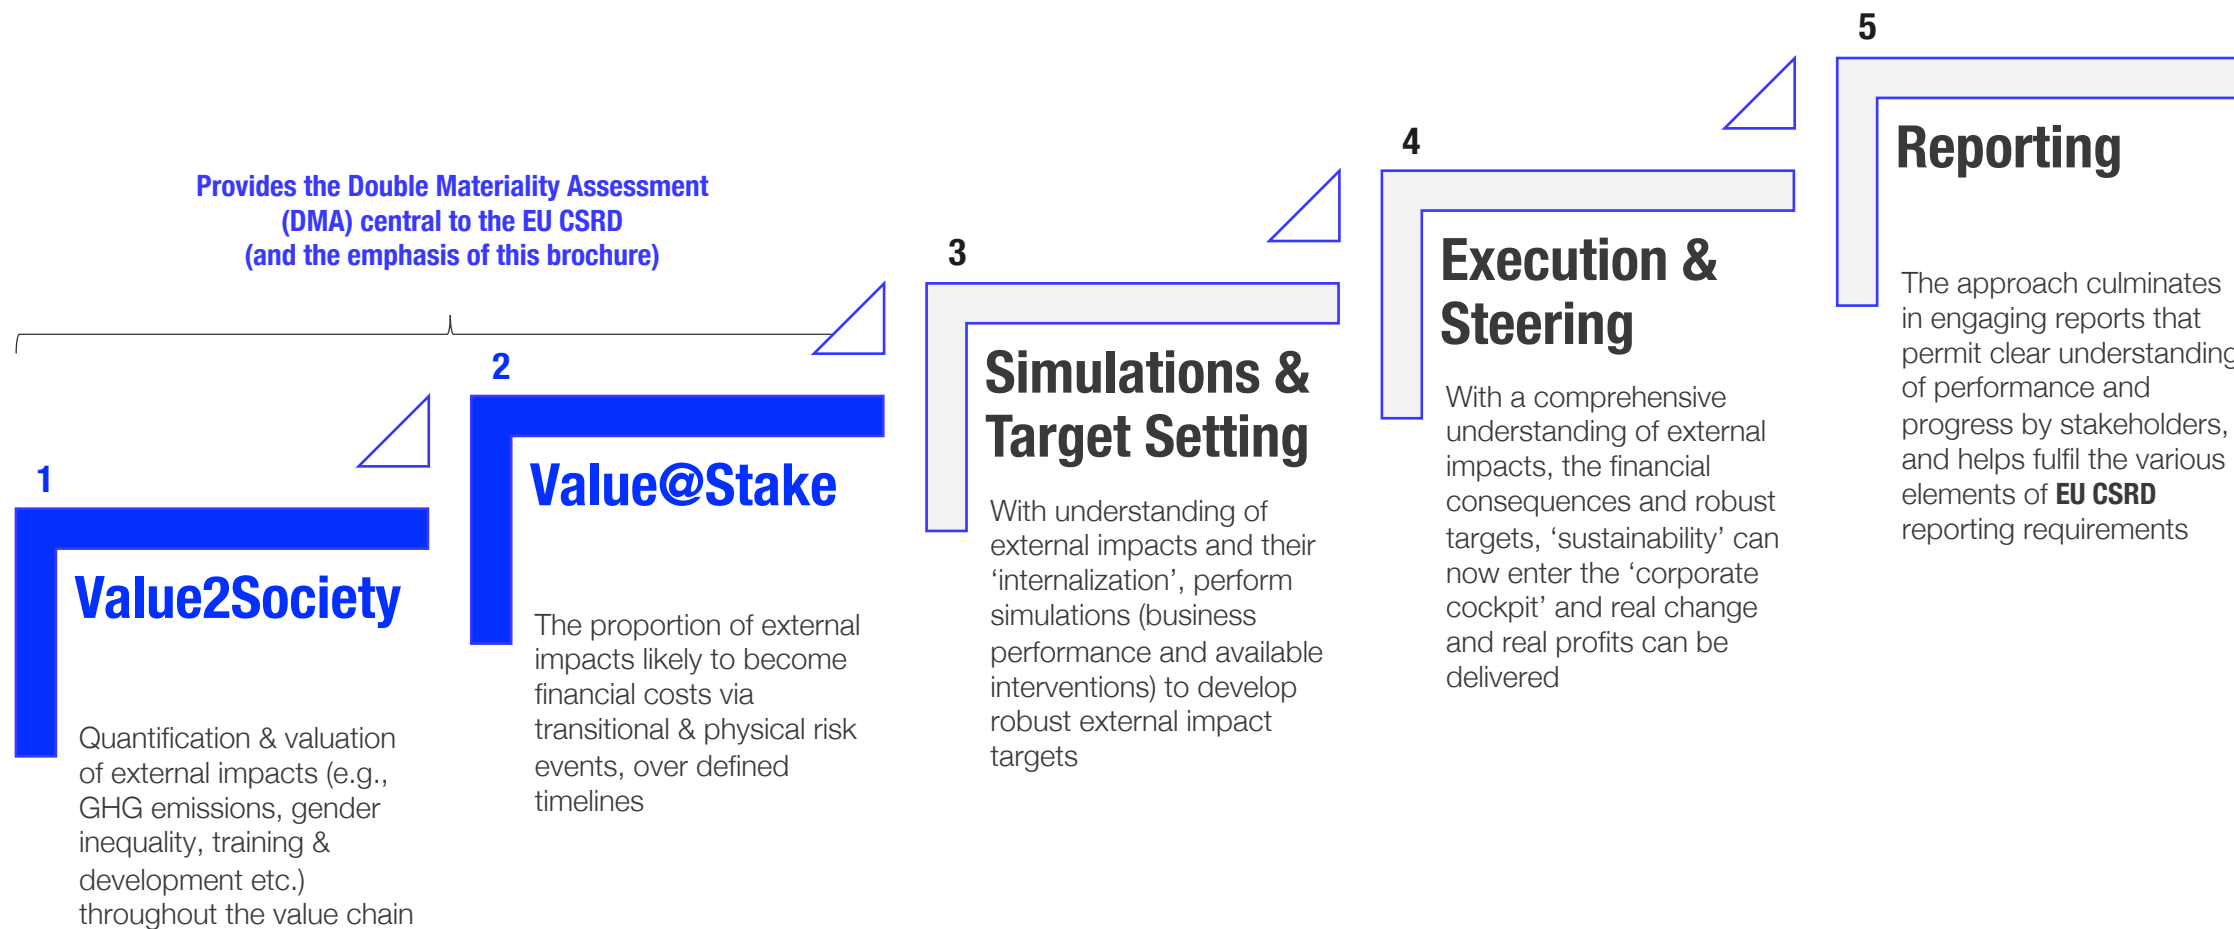 Provides the Double Materiality Assessment
(DMA) central to the EU CSRD
(and the emphasis of this brochure)
1
Value2Society
Quantification & valuation
of external impacts (e.g.,
GHG emissions, gender
inequality, training &
development etc.)
throughout the value chain
2
Value@Stake
The proportion of external
impacts likely to become
financial costs via
transitional & physical risk
events, over defined
timelines
3
Simulations &
Target Setting
With understanding of
external impacts and their
‘internalization’, perform
simulations (business
performance and available
interventions) to develop
robust external impact
targets
4
Execution &
Steering
With a comprehensive
understanding of external
impacts, the financial
consequences and robust
targets, ‘sustainability’ can
now enter the ‘corporate
cockpit’ and real change
and real profits can be
delivered
5
Reporting
The approach culminates
in engaging reports that
permit clear understanding
of performance and
progress by stakeholders,
and helps fulfil the various
elements of EU CSRD
reporting requirements